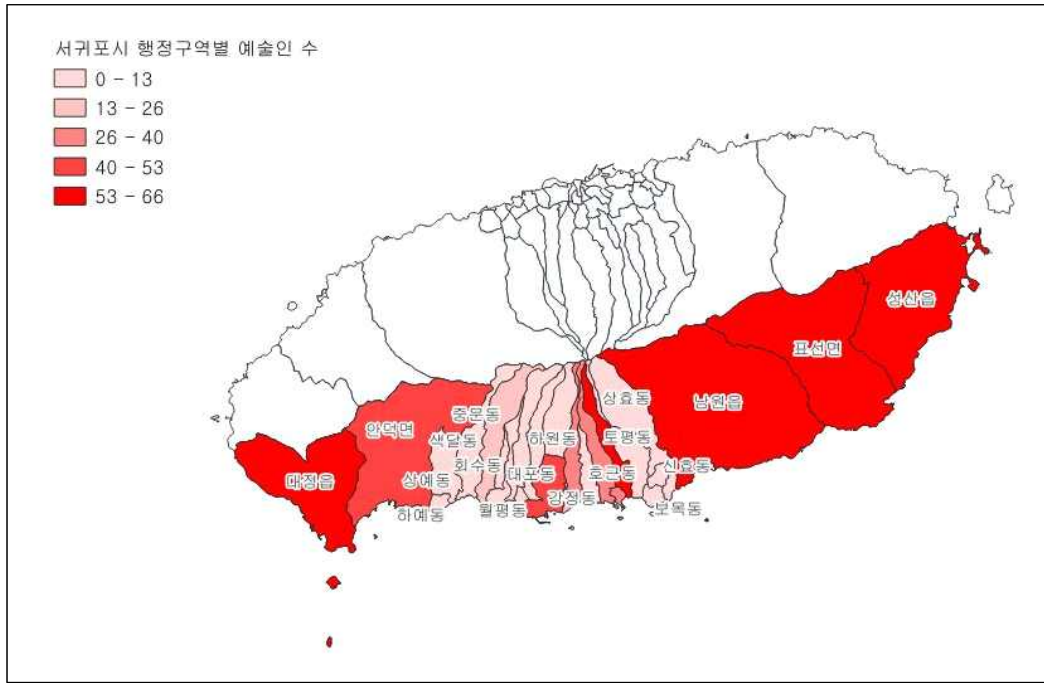 서귀포시 행정구역별 예술인 수
0 - 13
13 - 26
26 - 40
40 - 53
53 - 66
성산읍
표선면
남원읍
상효동
중문동
안덕면
색달동
하원동
토평동
회수동
신효동
대포동
호근동
대정읍
상예동
강정동
월평동
보목동
하예동